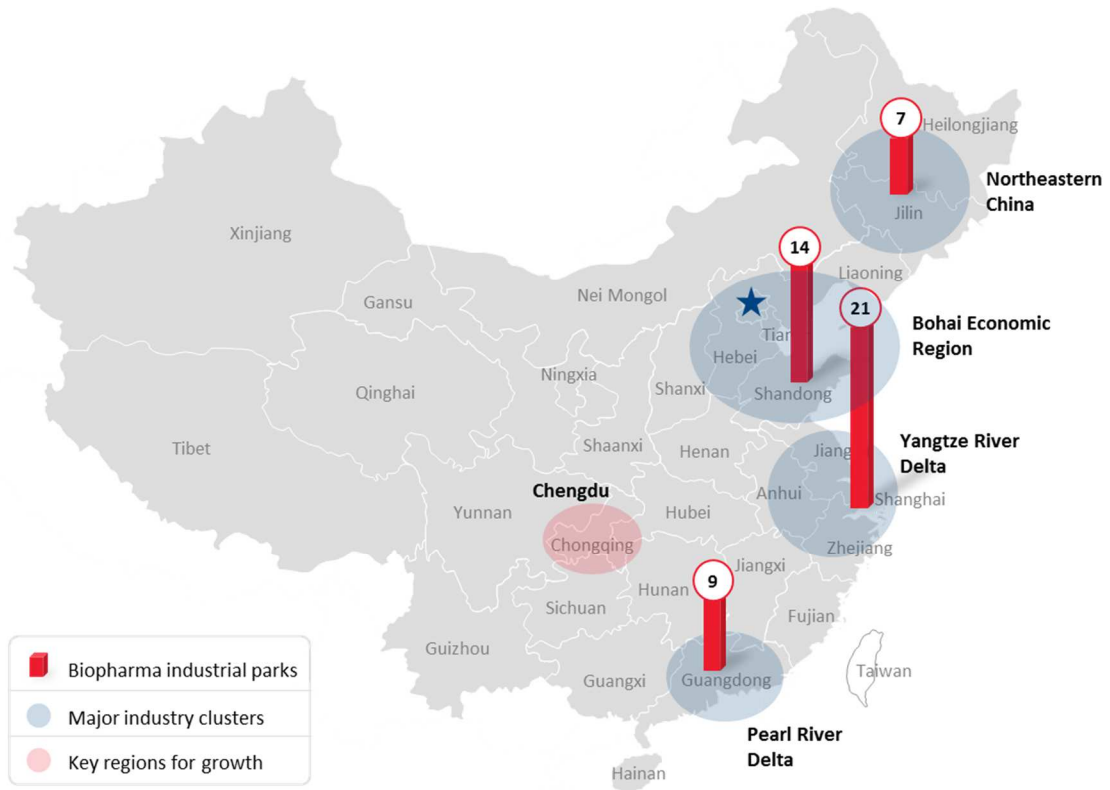 7
Heilongjiang
Northeastern
China
Jilin
Xinjiang
14
Liaoning
Gansu
Nei Mongol
21
Bohai Economic
Region
Tian
Hebei
Ningxia
Qinghai
Shanxi
Shandong
Tibet
Shaanxi
Henan
Jiang
Yangtze River
Delta
Chengdu
Anhui
Shanghai
Yunnan
Hubei
Chongqing
Zhejiang
Jiangxi
9
Hunan
Sichuan
Fujian
Guizhou
Taiwan
Guangxi
Guangdong
Pearl River
Delta
Hainan
Biopharma industrial parks
Major industry clusters
Key regions for growth